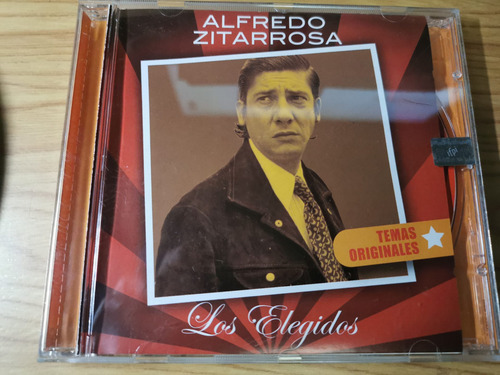 ALFREDO
ZITARROSA
TEMAS
ORIGINALES
Los Elegidos